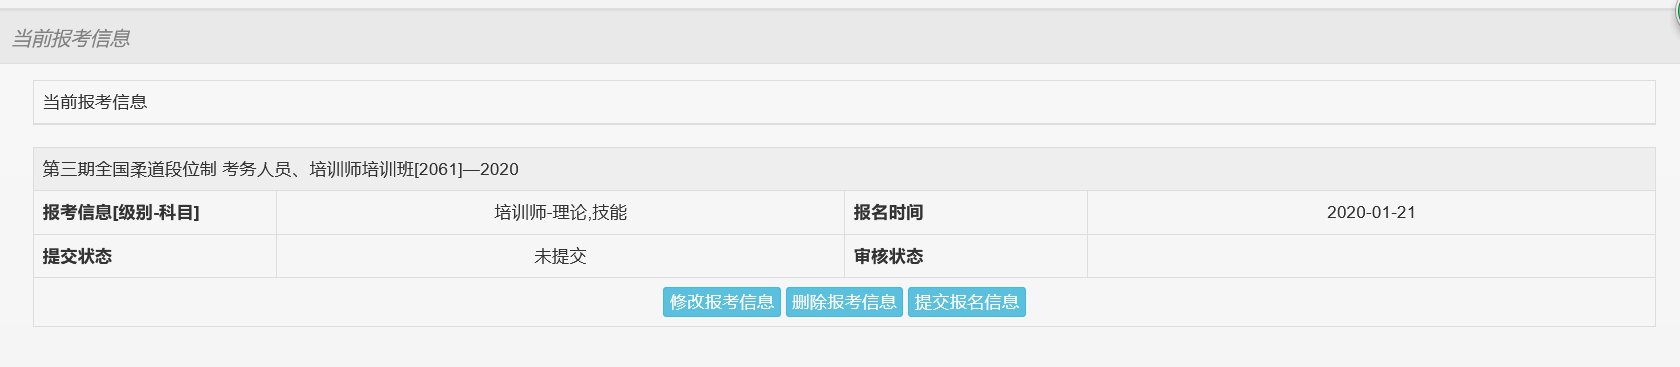 当前报考信息
当前报考信息
第三期全国柔道段位制 考务人员、培训师培训班[2061]—2020
报考信息[级别-科目] 培训师-理论,技能 报名时间 2020-01-21
提交状态 未提交 审核状态
修改报考信息 删除报考信息 提交报名信息